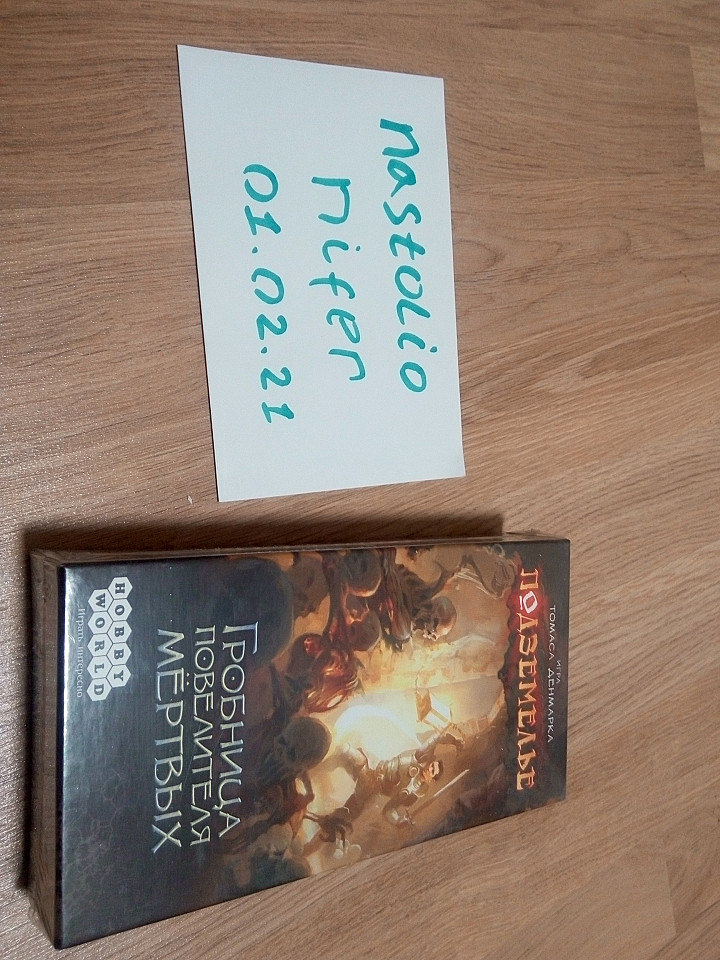 nastolio
nifer
01.02.21
ИГРА
ТОМАСА ДЕНМАРКА
ПОДЗЕМЕЛЬЕ
ГРОБНИЦА
ПОВЕЛИТЕЛЯ
МЁРТВЫХ
HOBBY
WORLD
Играть интересно